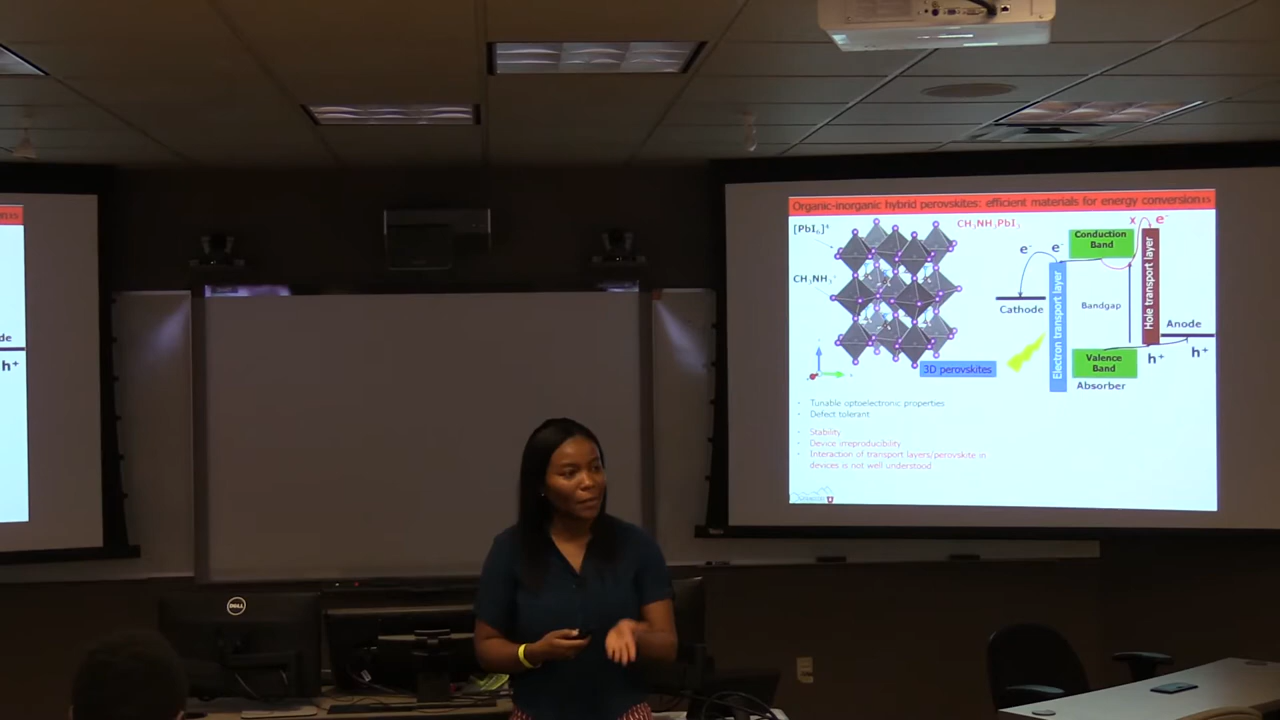 Organic-inorganic hybrid perovskites: efficient materials for energy conversion
[PbI₆]⁴
CH₃NH₃PbI₃
CH₃NH₃⁺
3D perovskites
e⁻
e⁻
Conduction
Band
x
e⁻
Cathode
Electron transport layer
Bandgap
Hole transport layer
Anode
Valence
Band
h⁺
h⁺
Absorber
• Tunable optoelectronic properties
• Defect tolerant
• Stability
• Device irreproducibility
• Interaction of transport layers/perovskite in
devices is not well understood
de
h⁺
DELL